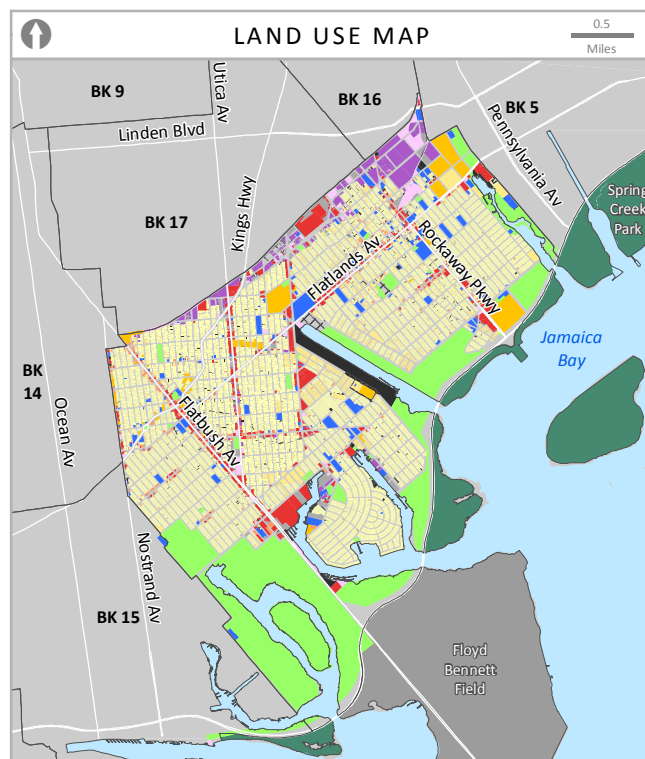 LAND USE MAP
0.5
Miles
BK 9
Utica Av
BK 16
BK 5
Pennsylvania Av
Linden Blvd
Spring
Creek
Park
BK 17
Kings Hwy
Flatlands Av
Rockaway Pkwy
Jamaica
Bay
BK
14
Ocean Av
Flatbush Av
Nostrand Av
BK 15
Floyd
Bennett
Field